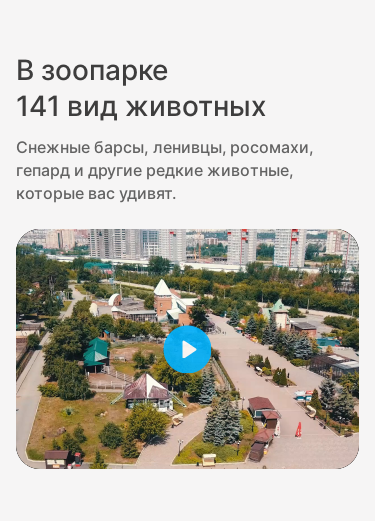 В зоопарке
141 вид животных
Снежные барсы, ленивцы, росомахи,
гепард и другие редкие животные,
которые вас удивят.